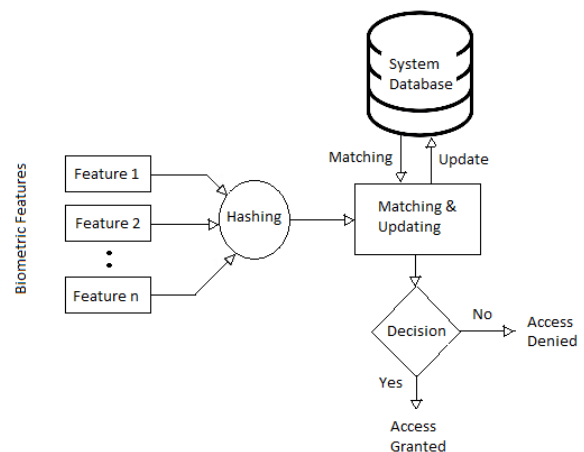 System
Database
Matching
Update
Biometric Features
Feature 1
Feature 2
Feature n
Hashing
Matching &
Updating
Decision
No
Access
Denied
Yes
Access
Granted